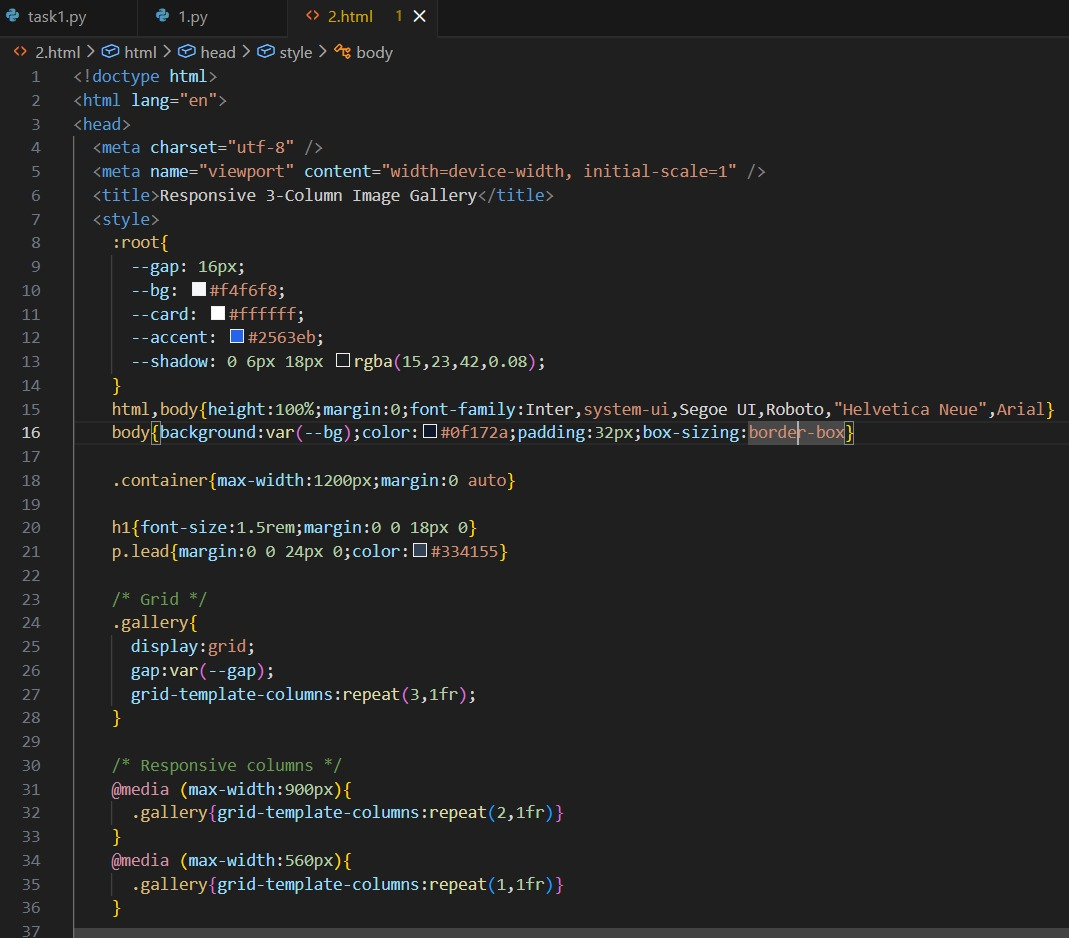 task1.py 1.py 2.html 1
2.html > html > head > style > body
1 <!doctype html>
2 <html lang="en">
3 <head>
4 <meta charset="utf-8" />
5 <meta name="viewport" content="width=device-width, initial-scale=1" />
6 <title>Responsive 3-Column Image Gallery</title>
7 <style>
8 :root{
9 --gap: 16px;
10 --bg: #f4f6f8;
11 --card: #ffffff;
12 --accent: #2563eb;
13 --shadow: 0 6px 18px rgba(15,23,42,0.08);
14 }
15 html,body{height:100%;margin:0;font-family:Inter,system-ui,Segoe UI,Roboto,"Helvetica Neue",Arial}
16 body{background:var(--bg);color:#0f172a;padding:32px;box-sizing:border-box}
17
18 .container{max-width:1200px;margin:0 auto}
19
20 h1{font-size:1.5rem;margin:0 0 18px 0}
21 p.lead{margin:0 0 24px 0;color:#334155}
22
23 /* Grid */
24 .gallery{
25 display:grid;
26 gap:var(--gap);
27 grid-template-columns:repeat(3,1fr);
28 }
29
30 /* Responsive columns */
31 @media (max-width:900px){
32 .gallery{grid-template-columns:repeat(2,1fr)}
33 }
34 @media (max-width:560px){
35 .gallery{grid-template-columns:repeat(1,1fr)}
36 }
37